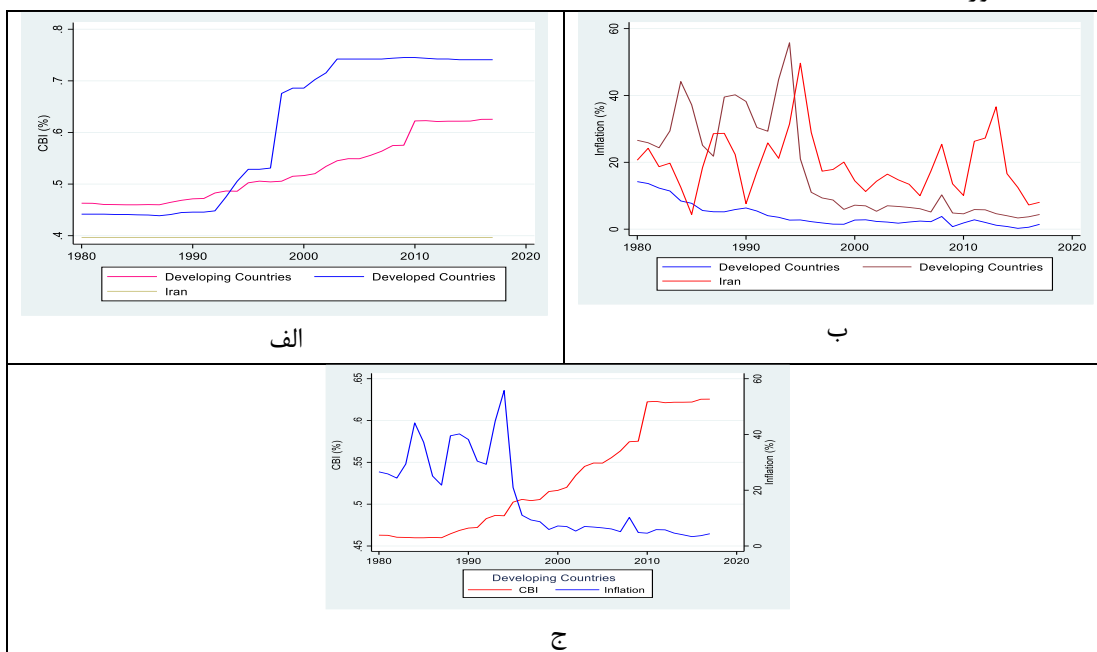 .8
.7
.6
.5
.4
CBI (%)
1980 1990 2000 2010 2020
Developing Countries Developed Countries
Iran
الف
60
40
20
0
Inflation (%)
1980 1990 2000 2010 2020
Developed Countries Developing Countries
Iran
ب
.65
.6
.55
.5
.45
CBI (%)
60
40
20
0
Inflation (%)
1980 1990 2000 2010 2020
Developing Countries
CBI Inflation
ج